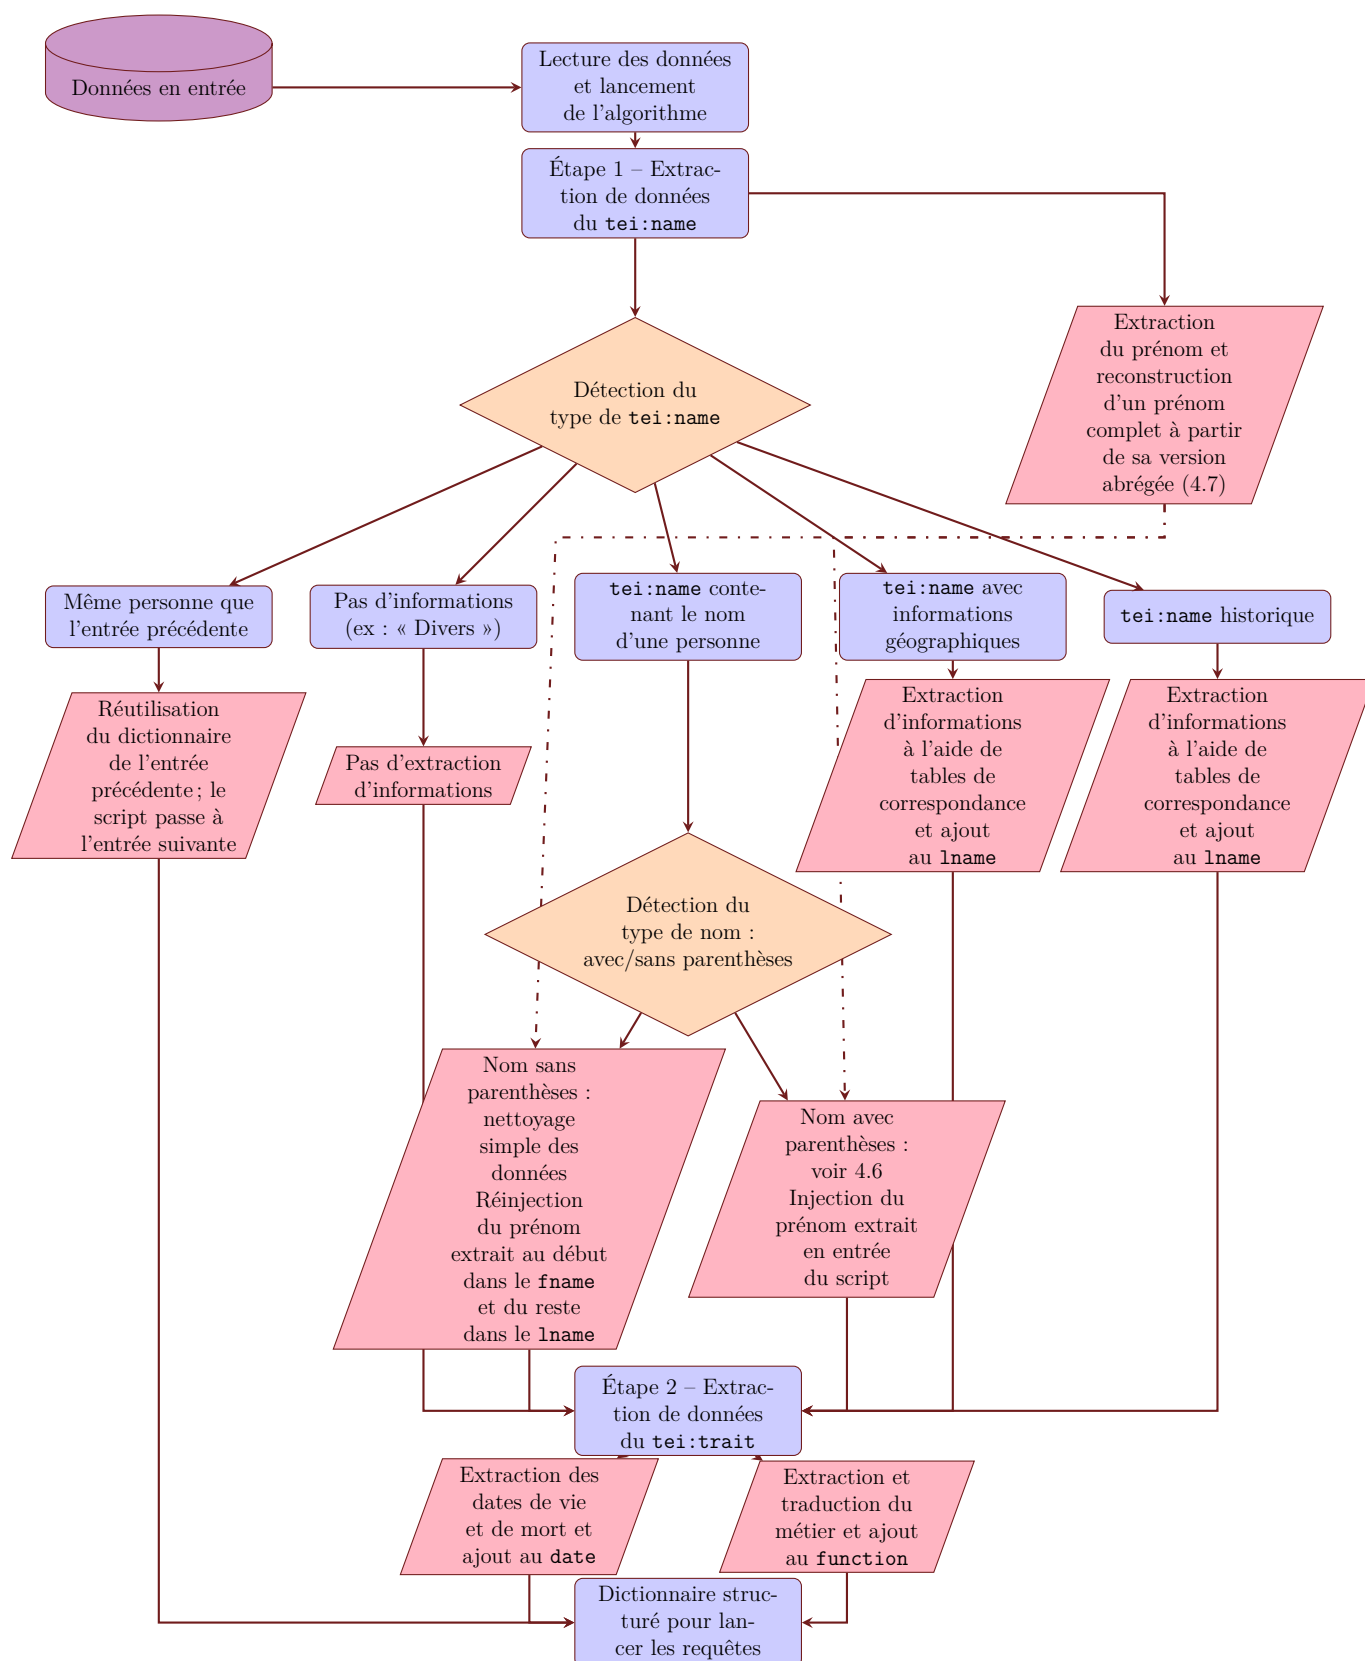 Données en entrée
Lecture des données
et lancement
de l'algorithme
Étape 1 – Extrac-
tion de données
du tei:name
Extraction
du prénom et
reconstruction
d'un prénom
complet à partir
de sa version
abrégée (4.7)
Détection du
type de tei:name
Même personne que
l'entrée précédente
Pas d'informations
(ex : « Divers »)
tei:name conte-
nant le nom
d'une personne
tei:name avec
informations
géographiques
tei:name historique
Réutilisation
du dictionnaire
de l'entrée
précédente ; le
script passe à
l'entrée suivante
Pas d'extraction
d'informations
Extraction
d'informations
à l'aide de
tables de
correspondance
et ajout
au lname
Extraction
d'informations
à l'aide de
tables de
correspondance
et ajout
au lname
Détection du
type de nom :
avec/sans parenthèses
Nom sans
parenthèses :
nettoyage
simple des
données
Réinjection
du prénom
extrait au début
dans le fname
et du reste
dans le lname
Nom avec
parenthèses :
voir 4.6
Injection du
prénom extrait
en entrée
du script
Étape 2 – Extrac-
tion de données
du tei:trait
Extraction des
dates de vie
et de mort et
ajout au date
Extraction et
traduction du
métier et ajout
au function
Dictionnaire struc-
turé pour lan-
cer les requêtes